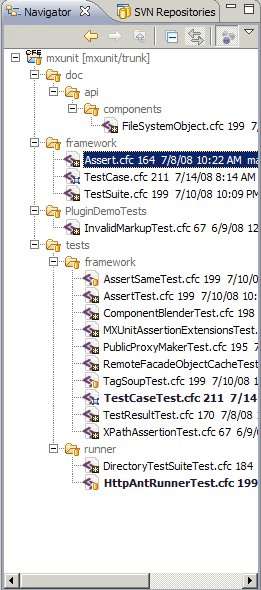 Navigator
SVN Repositories
mxunit [mxunit/trunk]
doc
api
components
FileSystemObject.cfc 199 7/
framework
Assert.cfc 164 7/8/08 10:22 AM ma
TestCase.cfc 211 7/14/08 8:14 AM
TestSuite.cfc 199 7/10/08 10:09 PM
PluginDemoTests
InvalidMarkupTest.cfc 67 6/9/08 12
tests
framework
AssertSameTest.cfc 199 7/10/
AssertTest.cfc 199 7/10/08 10
ComponentBlenderTest.cfc 198
MXUnitAssertionExtensionsTest.
PublicProxyMakerTest.cfc 195
RemoteFacadeObjectCacheTest
TagSoupTest.cfc 199 7/10/08 1
TestCaseTest.cfc 211 7/14
TestResultTest.cfc 170 7/8/08
XPathAssertionTest.cfc 67 6/9/
runner
DirectoryTestSuiteTest.cfc 184
HttpAntRunnerTest.cfc 199